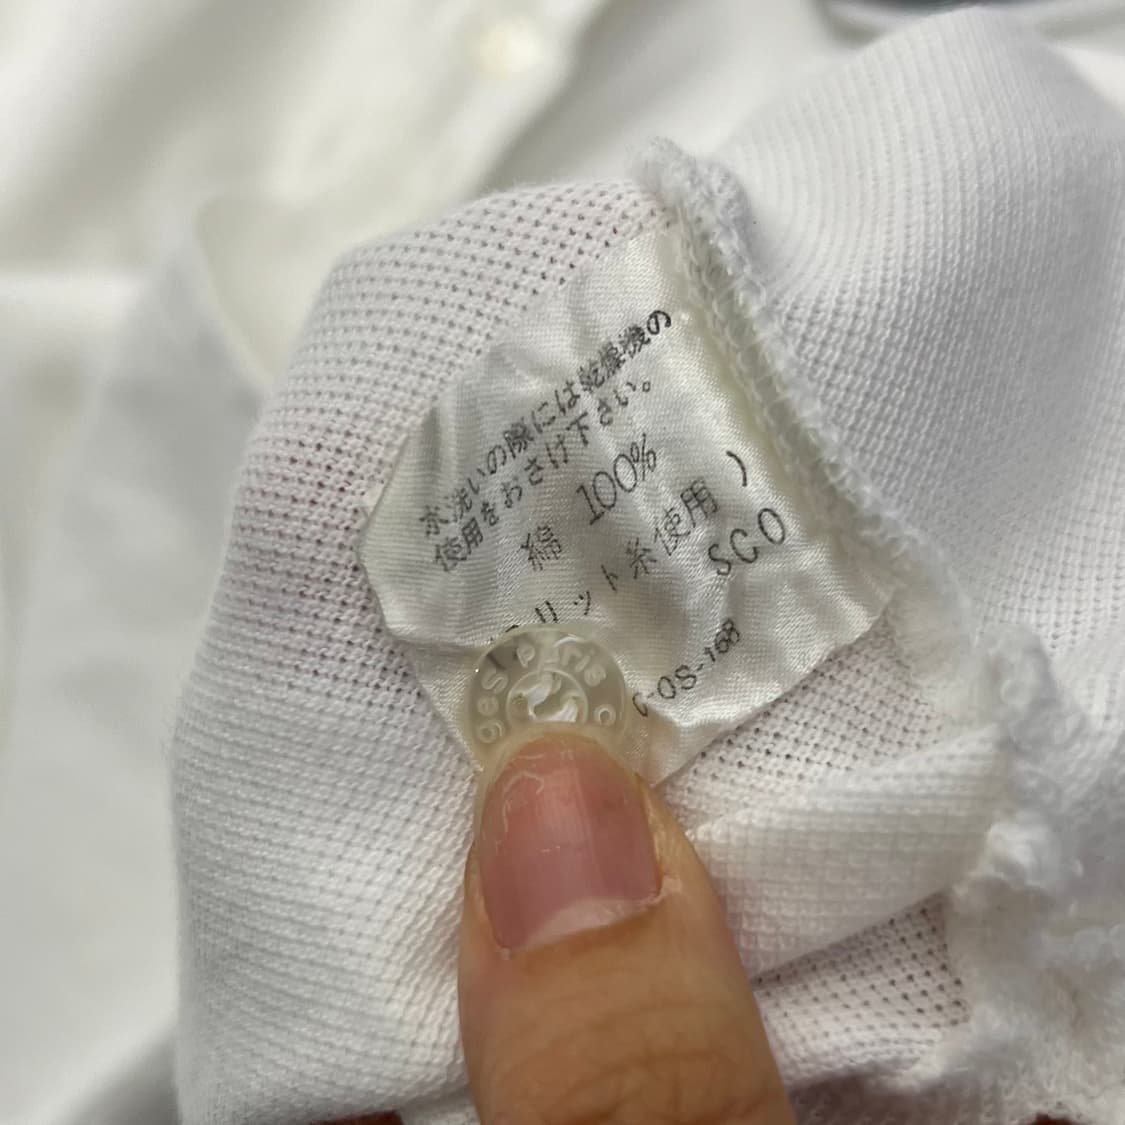 水洗いの際には乾燥機の
使用をおさけ下さい。
綿 100%
リット糸使用 )
SGO
-OS-168